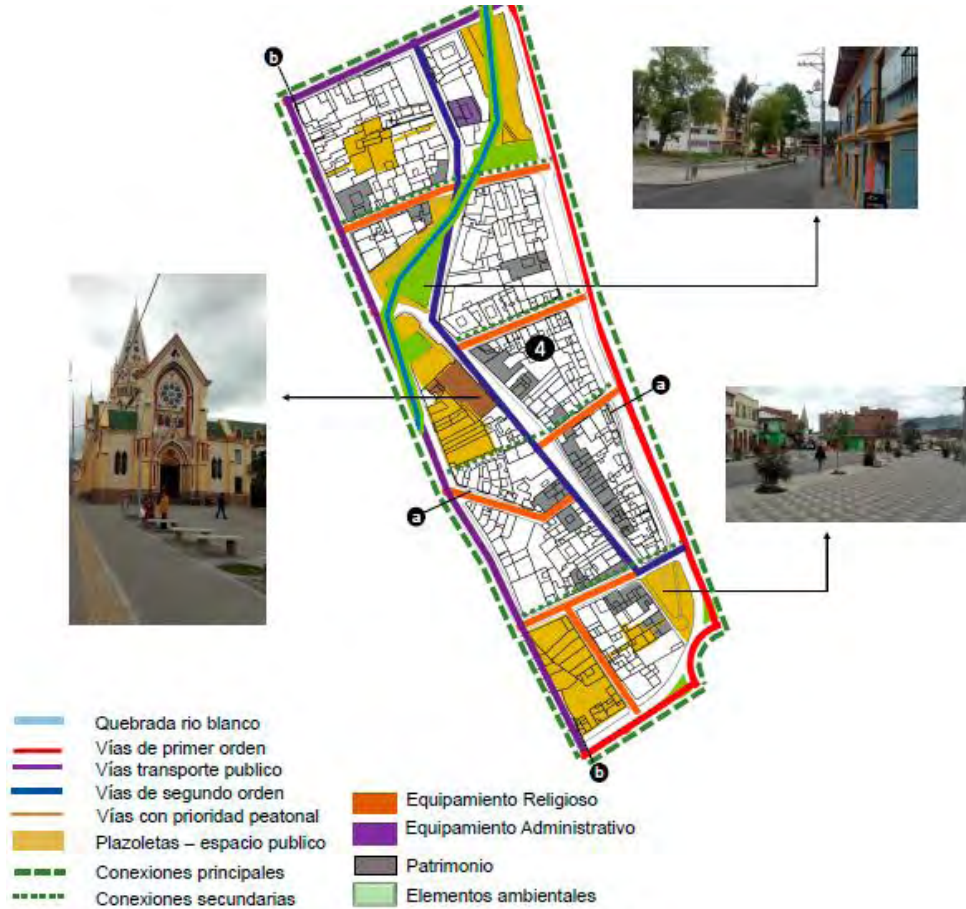 b
4
a
a
b
Quebrada rio blanco
Vías de primer orden
Vías transporte publico
Vías de segundo orden
Vías con prioridad peatonal
Plazoletas – espacio publico
Conexiones principales
Conexiones secundarias
Equipamiento Religioso
Equipamiento Administrativo
Patrimonio
Elementos ambientales